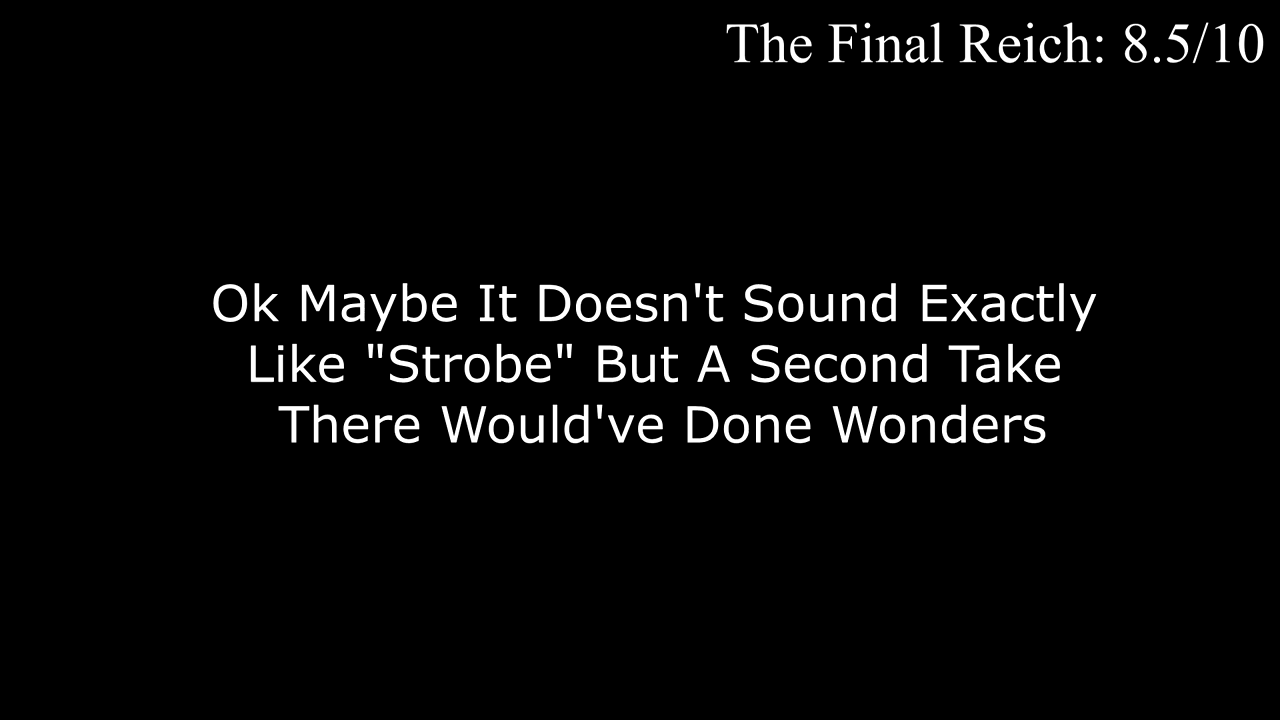 The Final Reich: 8.5/10
Ok Maybe It Doesn't Sound Exactly
Like "Strobe" But A Second Take
There Would've Done Wonders